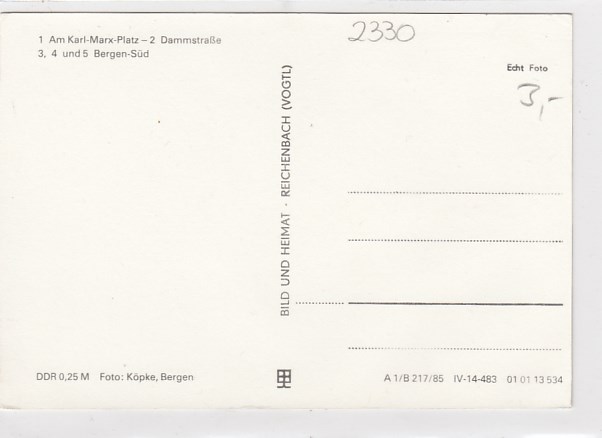 1 Am Karl-Marx-Platz – 2 Dammstraße
3, 4 und 5 Bergen-Süd
2330
Echt Foto
3,-
BILD UND HEIMAT · REICHENBACH (VOGTL)
DDR 0,25 M Foto: Köpke, Bergen
A 1/B 217/85 IV-14-483 01 01 13 534